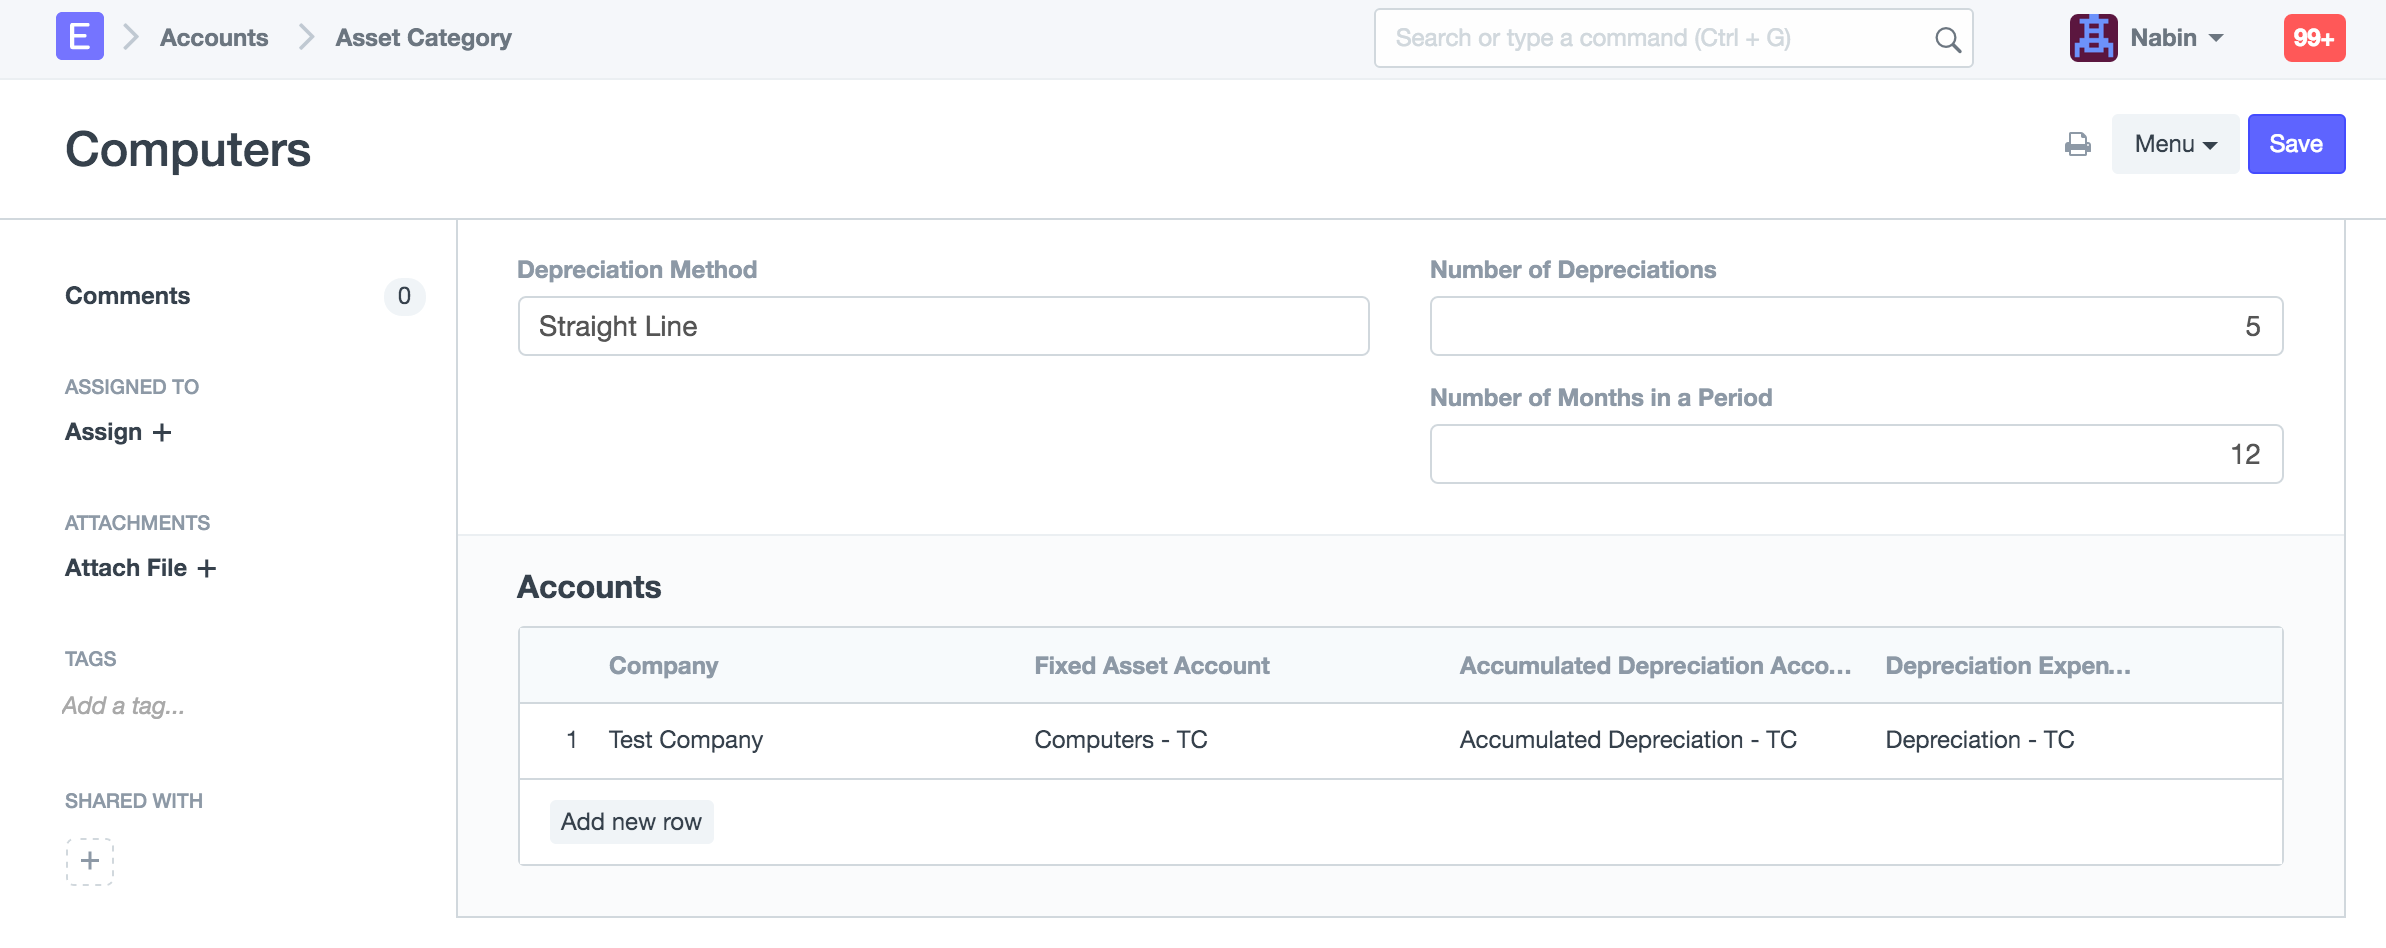 E Accounts Asset Category Search or type a command (Ctrl + G) Nabin 99+
Computers Menu Save
Comments 0
ASSIGNED TO
Assign +
ATTACHMENTS
Attach File +
TAGS
Add a tag...
SHARED WITH
+
Depreciation Method
Straight Line
Number of Depreciations
5
Number of Months in a Period
12
Accounts
Company Fixed Asset Account Accumulated Depreciation Acco... Depreciation Expen...
1 Test Company Computers - TC Accumulated Depreciation - TC Depreciation - TC
Add new row